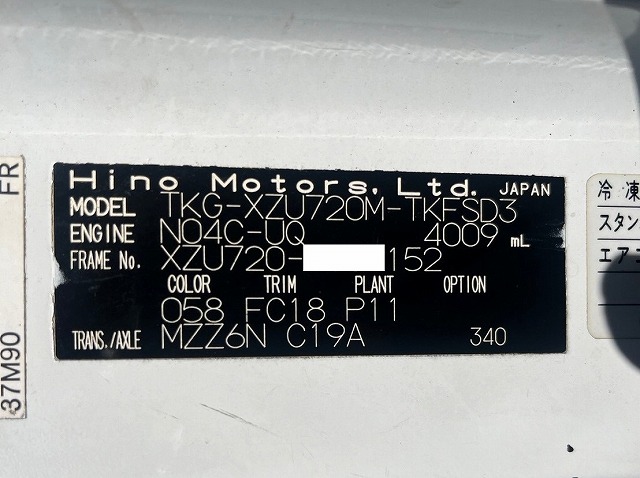 Hino Motors, Ltd. JAPAN
MODEL TKG-XZU720M-TKFSD3
ENGINE N04C-UQ 4009 mL
FRAME No. XZU720- 152
COLOR TRIM PLANT OPTION
058 FC18 P11
TRANS./AXLE MZZ6N C19A 340
37M90 FR
冷・凍
スタン
エアコ